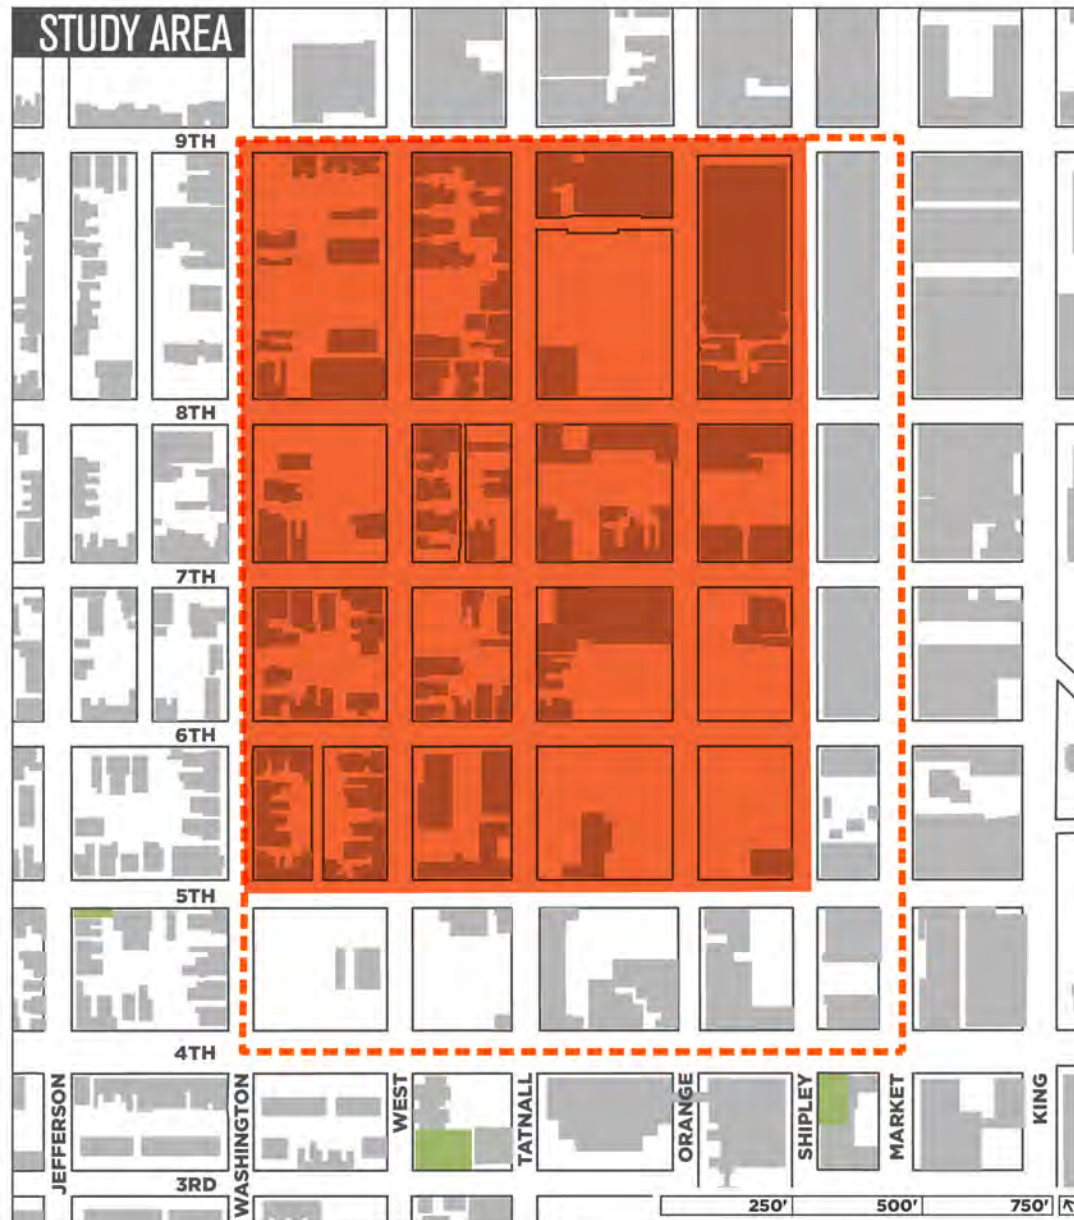 STUDY AREA
9TH
8TH
7TH
6TH
5TH
4TH
JEFFERSON
WASHINGTON
WEST
TATNALL
ORANGE
SHIPLEY
MARKET
KING
3RD
250' 500' 750'